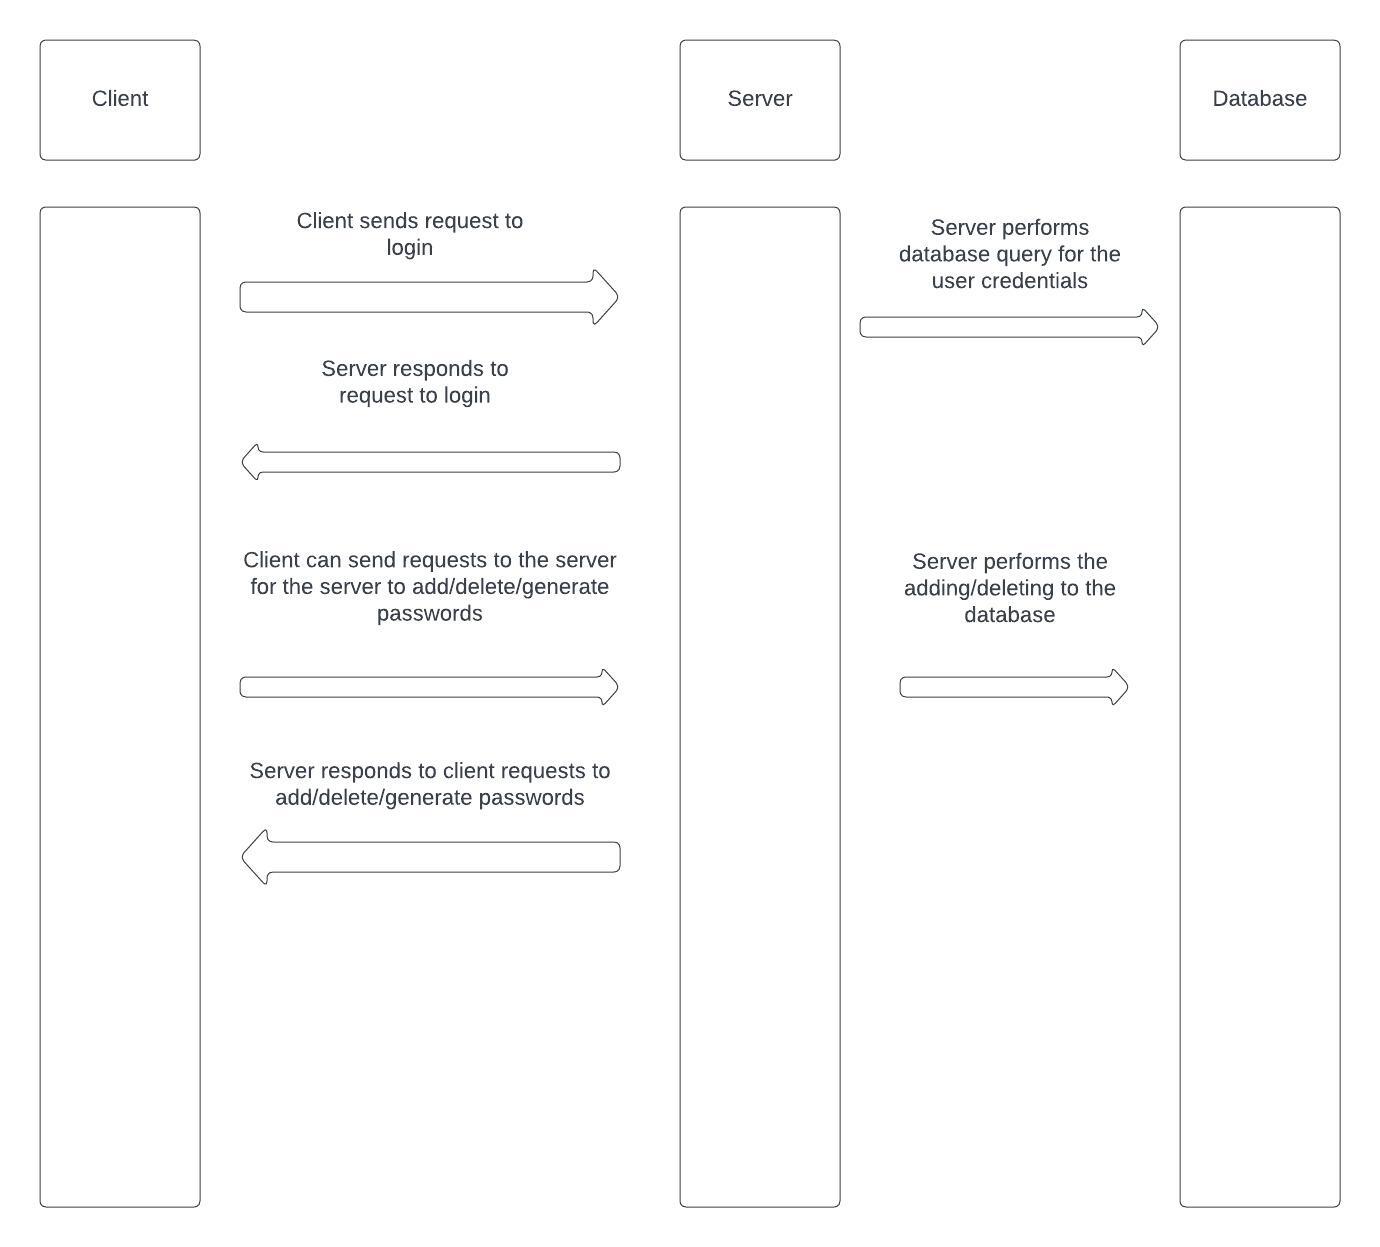 Client
Server
Database
Client sends request to
login
Server performs
database query for the
user credentials
Server responds to
request to login
Client can send requests to the server
for the server to add/delete/generate
passwords
Server performs the
adding/deleting to the
database
Server responds to client requests to
add/delete/generate passwords